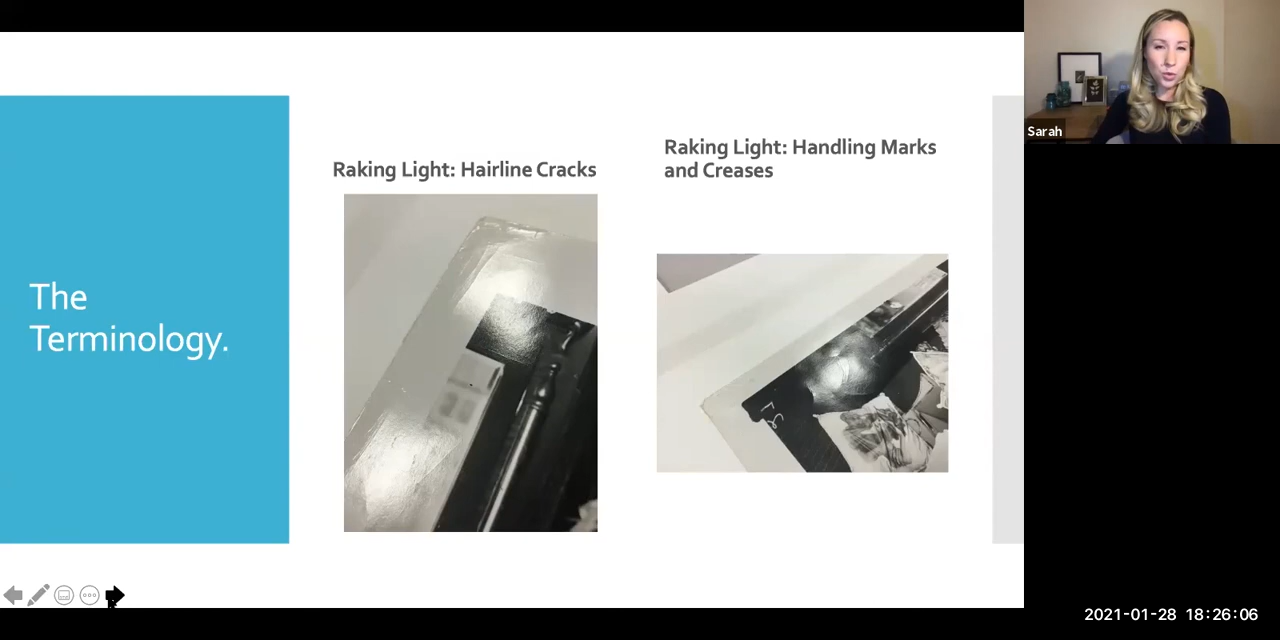 The
Terminology.
Raking Light: Hairline Cracks
Raking Light: Handling Marks
and Creases
Sarah
2021-01-28 18:26:06